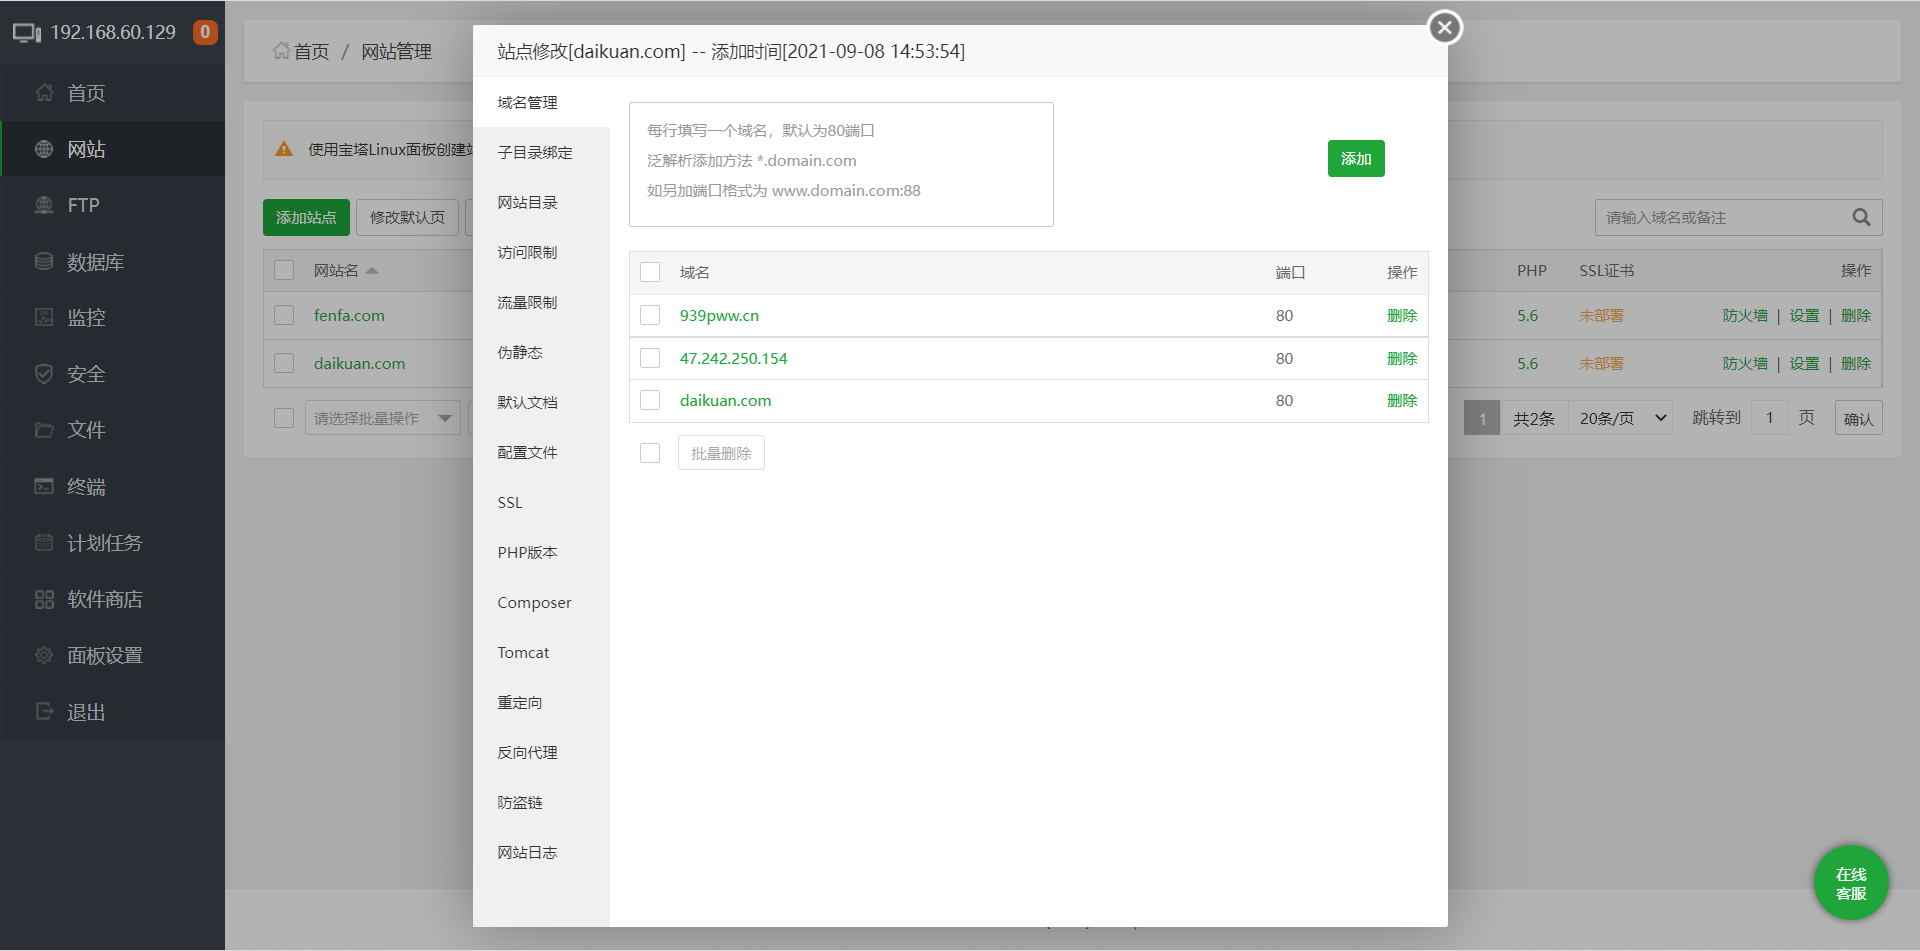 192.168.60.129 0
首页
网站
FTP
数据库
监控
安全
文件
终端
计划任务
软件商店
面板设置
退出
首页 / 网站管理
使用宝塔Linux面板创建
添加站点 修改默认页
网站名
fenfa.com
daikuan.com
请选择批量操作
站点修改[daikuan.com] -- 添加时间[2021-09-08 14:53:54]
域名管理
子目录绑定
网站目录
访问限制
流量限制
伪静态
默认文档
配置文件
SSL
PHP版本
Composer
Tomcat
重定向
反向代理
防盗链
网站日志
每行填写一个域名，默认为80端口
泛解析添加方法 *.domain.com
如另加端口格式为 www.domain.com:88
添加
域名 端口 操作
939pww.cn 80 删除
47.242.250.154 80 删除
daikuan.com 80 删除
批量删除
请输入域名或备注
PHP SSL证书 操作
5.6 未部署 防火墙 | 设置 | 删除
5.6 未部署 防火墙 | 设置 | 删除
1 共2条 20条/页 跳转到 1 页 确认
在线
客服